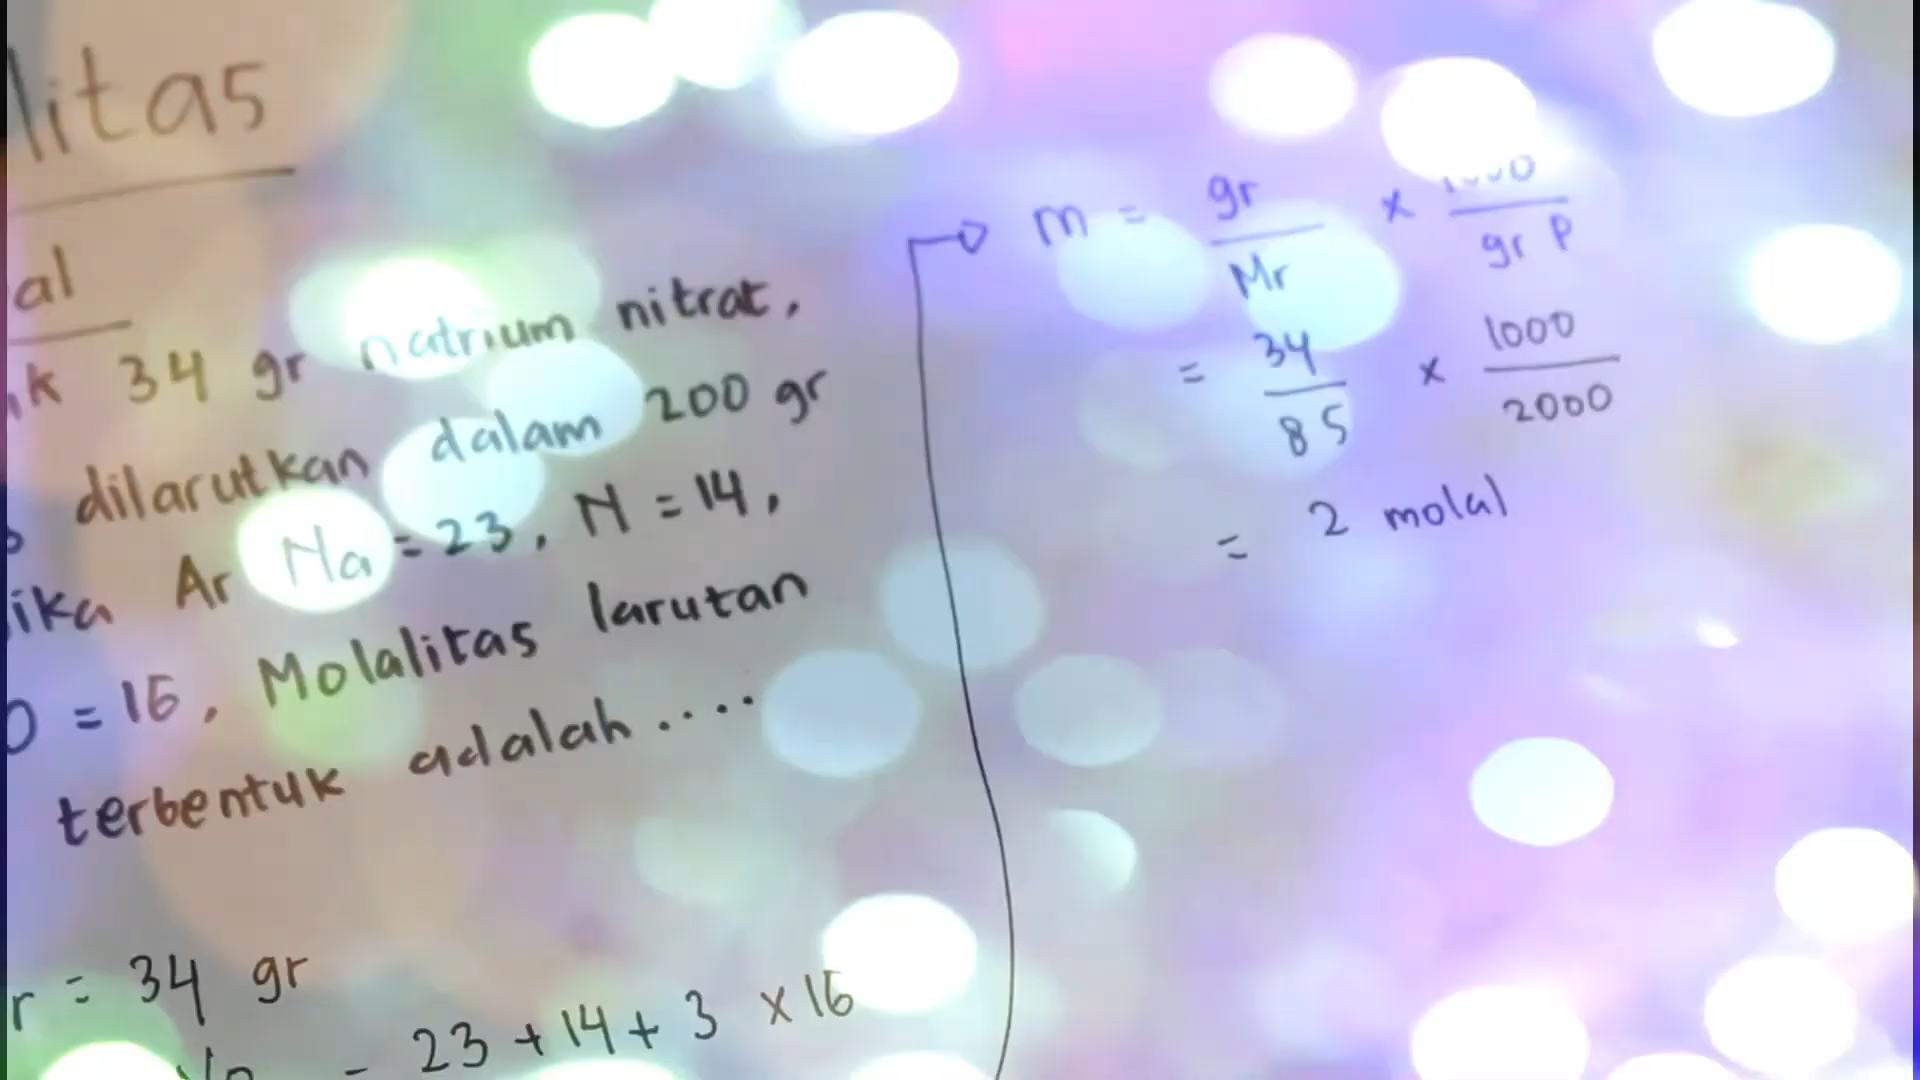 litas
al
k 34 gr natrium nitrat,
dilarutkan dalam 200 gr
ika Ar Na = 23, N = 14,
O = 16, Molalitas larutan
terbentuk adalah ....
r = 34 gr
= 23 + 14 + 3 x 16
m = gr/Mr x 1000/gr P
= 34/85 x 1000/2000
= 2 molal